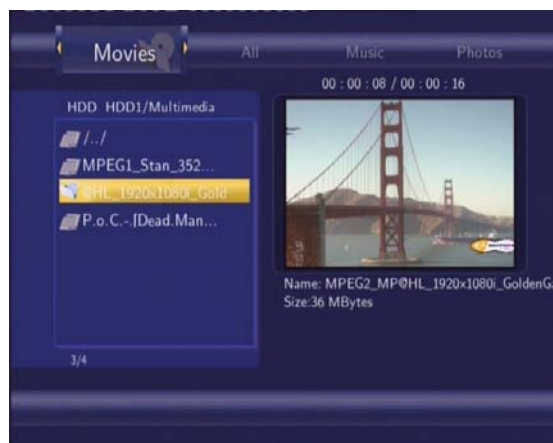 Movies
All
Music
Photos
00 : 00 : 08 / 00 : 00 : 16
HDD HDD1/Multimedia
/../
MPEG1_Stan_352...
@HL_1920x1080i_Gold
P.o.C.-.[Dead.Man...
Name: MPEG2_MP@HL_1920x1080i_GoldenG
Size:36 MBytes
3/4